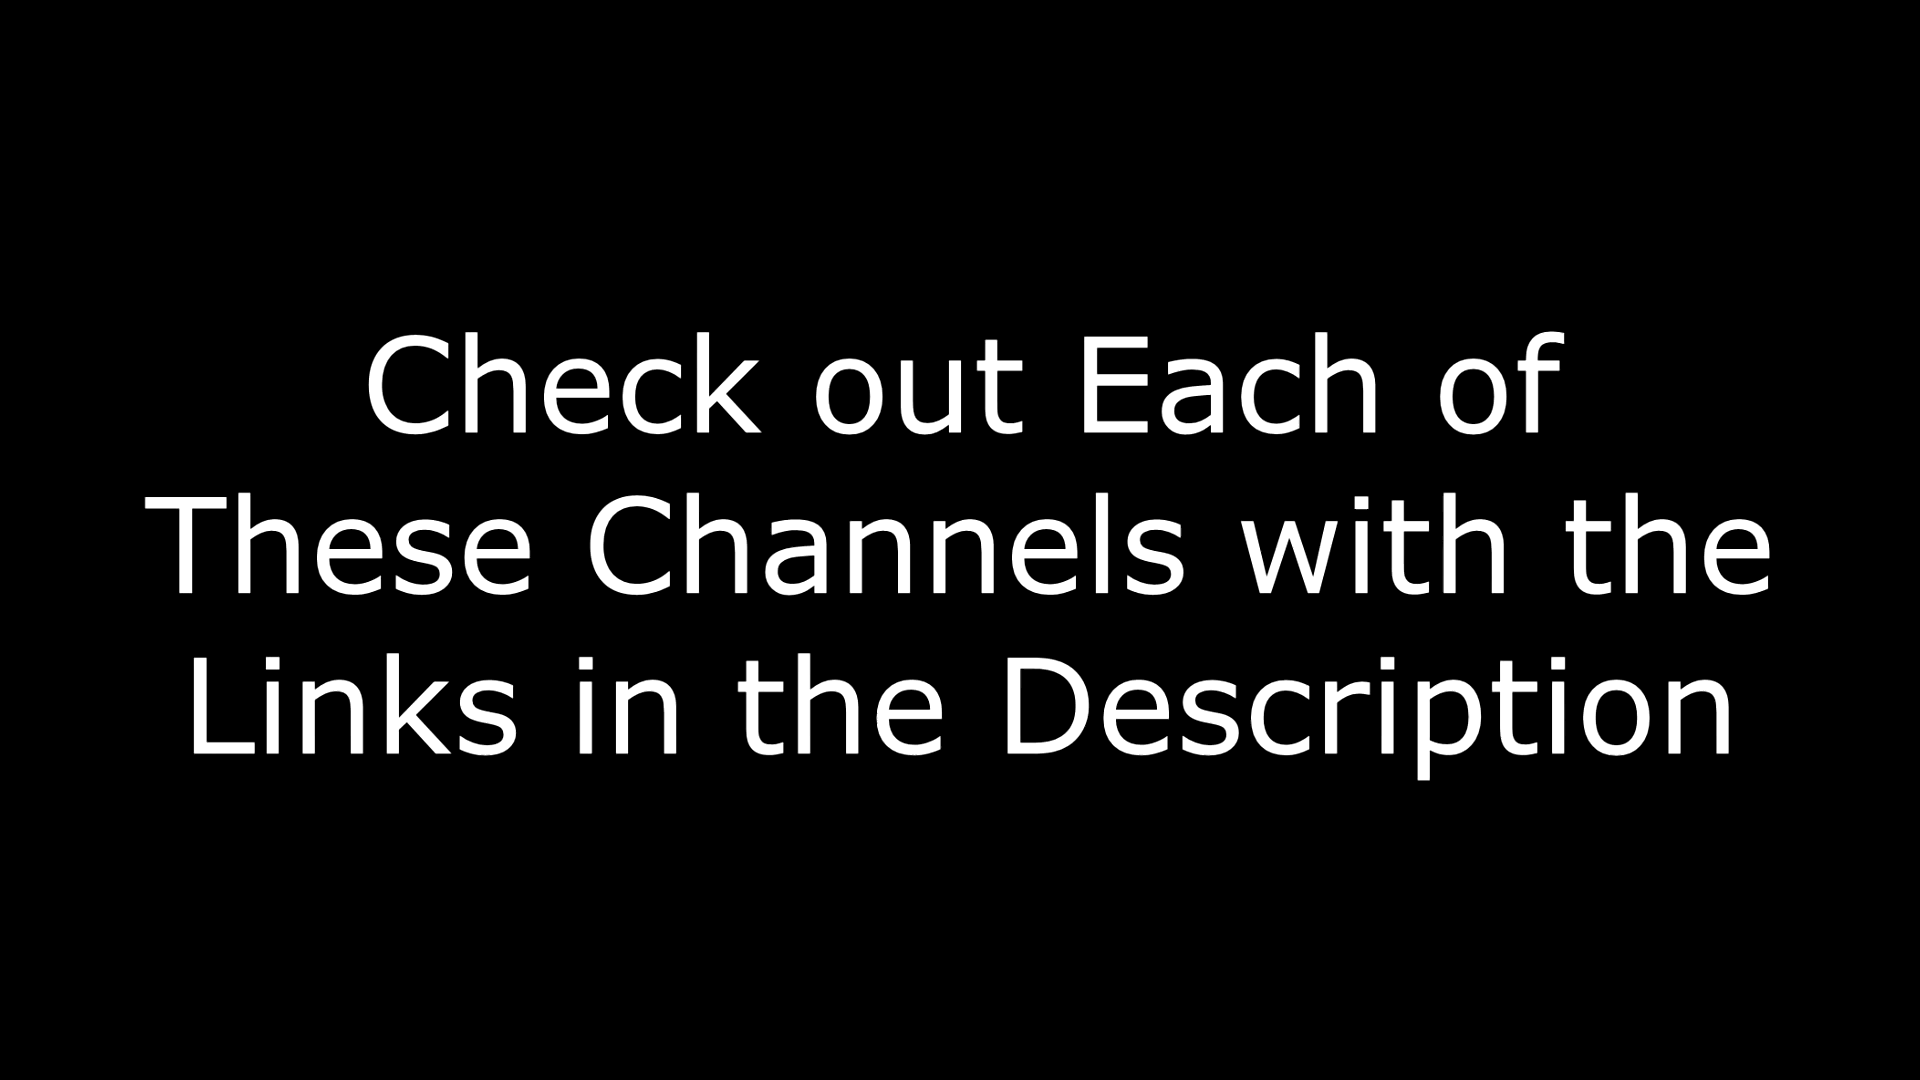 Check out Each of
These Channels with the
Links in the Description